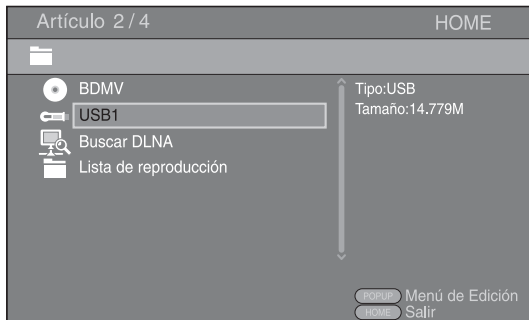 Artículo 2 / 4
HOME
BDMV
USB1
Buscar DLNA
Lista de reproducción
Tipo:USB
Tamaño:14.779M
POPUP Menú de Edición
HOME Salir